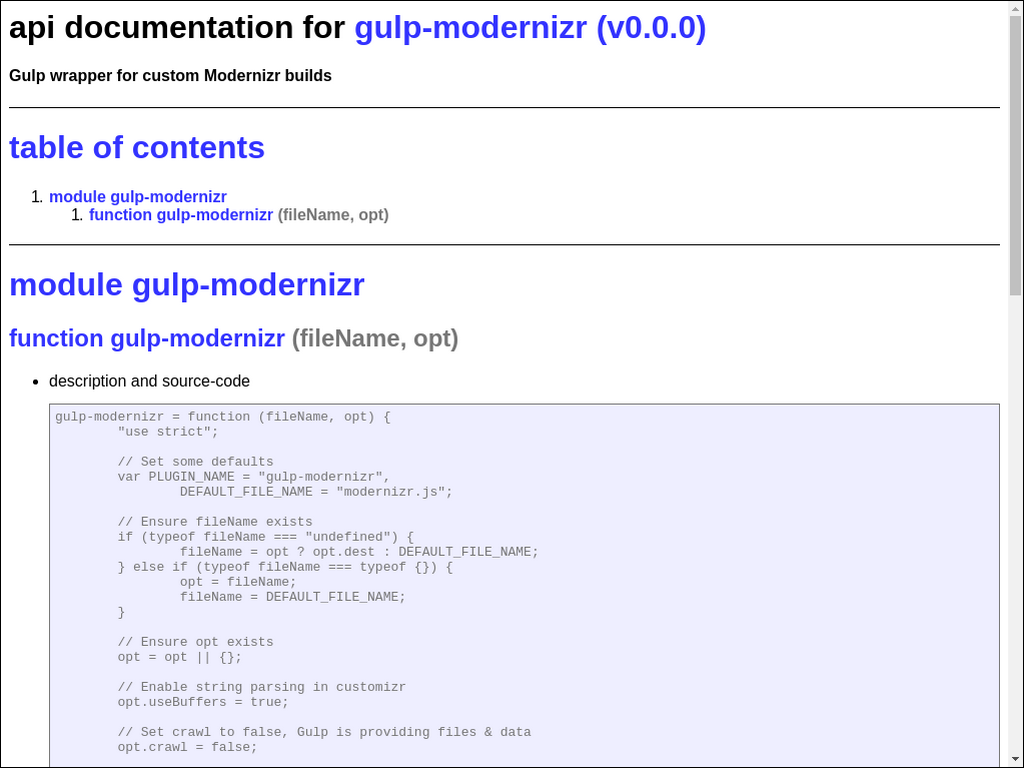 api documentation for gulp-modernizr (v0.0.0)
Gulp wrapper for custom Modernizr builds
table of contents
1. module gulp-modernizr
1. function gulp-modernizr (fileName, opt)
module gulp-modernizr
function gulp-modernizr (fileName, opt)
• description and source-code
gulp-modernizr = function (fileName, opt) {
        "use strict";

        // Set some defaults
        var PLUGIN_NAME = "gulp-modernizr",
                DEFAULT_FILE_NAME = "modernizr.js";

        // Ensure fileName exists
        if (typeof fileName === "undefined") {
                fileName = opt ? opt.dest : DEFAULT_FILE_NAME;
        } else if (typeof fileName === typeof {}) {
                opt = fileName;
                fileName = DEFAULT_FILE_NAME;
        }

        // Ensure opt exists
        opt = opt || {};

        // Enable string parsing in customizr
        opt.useBuffers = true;

        // Set crawl to false, Gulp is providing files & data
        opt.crawl = false;